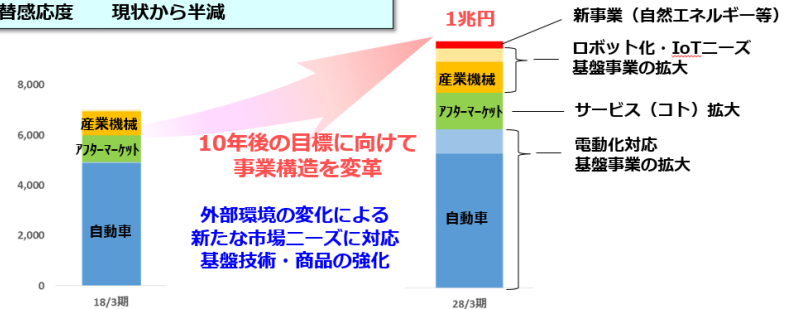 替感応度 現状から半減
1兆円
新事業（自然エネルギー等）
ロボット化・IoTニーズ
基盤事業の拡大
サービス（コト）拡大
電動化対応
基盤事業の拡大
8,000
6,000
4,000
2,000
0
産業機械
アフターマーケット
自動車
18/3期
10年後の目標に向けて
事業構造を変革
外部環境の変化による
新たな市場ニーズに対応
基盤技術・商品の強化
産業機械
アフターマーケット
自動車
28/3期